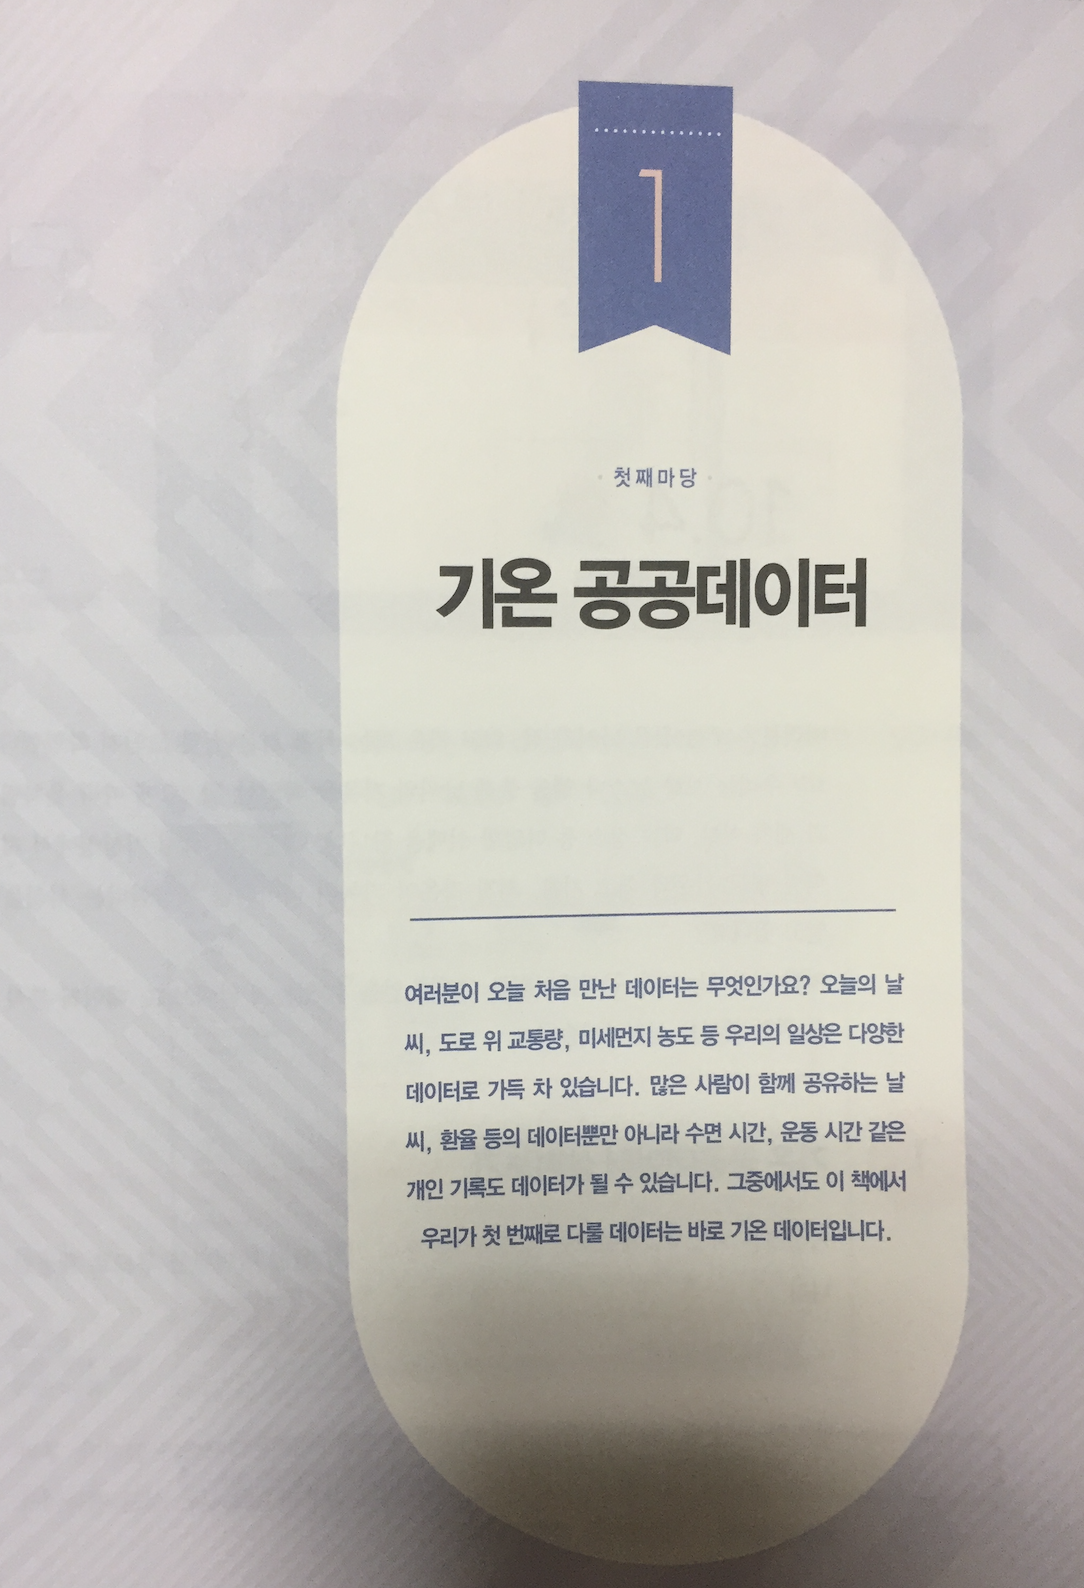 1
첫째마당
기온 공공데이터
여러분이 오늘 처음 만난 데이터는 무엇인가요? 오늘의 날
씨, 도로 위 교통량, 미세먼지 농도 등 우리의 일상은 다양한
데이터로 가득 차 있습니다. 많은 사람이 함께 공유하는 날
씨, 환율 등의 데이터뿐만 아니라 수면 시간, 운동 시간 같은
개인 기록도 데이터가 될 수 있습니다. 그중에서도 이 책에서
우리가 첫 번째로 다룰 데이터는 바로 기온 데이터입니다.